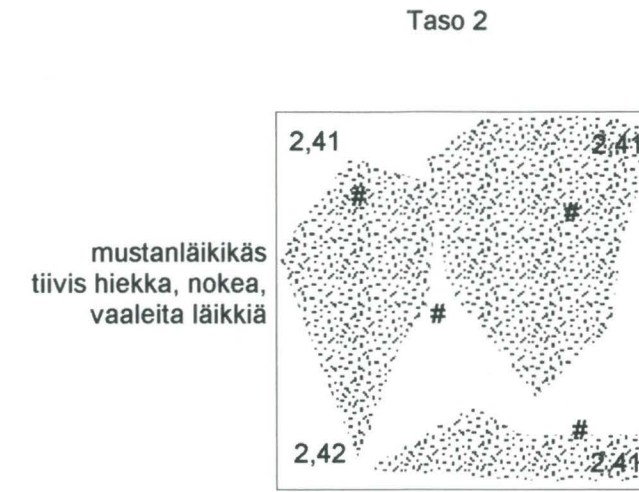 Taso 2
2,41
2,41
#
#
mustanläikikäs
tiivis hiekka, nokea,
vaaleita läikkiä
#
#
2,42
2,41